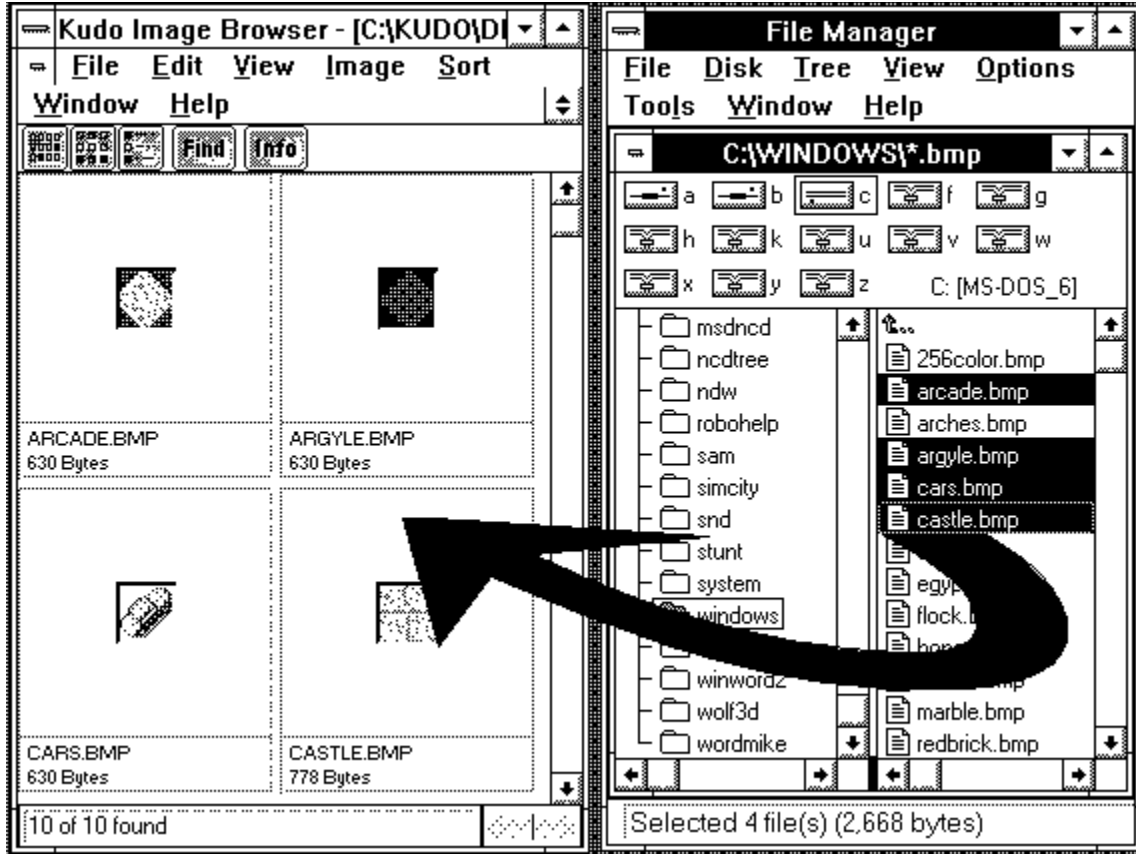 Kudo Image Browser - [C:\KUDO\DI
File Edit View Image Sort
Window Help
Find Info
ARCADE.BMP
630 Bytes
ARGYLE.BMP
630 Bytes
CARS.BMP
630 Bytes
CASTLE.BMP
778 Bytes
10 of 10 found
File Manager
File Disk Tree View Options
Tools Window Help
C:\WINDOWS\*.bmp
a b c f g
h k u v w
x y z C: [MS-DOS_6]
msdncd
ncdtree
ndw
robohelp
sam
simcity
snd
stunt
system
windows
winword2
wolf3d
wordmike
256color.bmp
arcade.bmp
arches.bmp
argyle.bmp
cars.bmp
castle.bmp
marble.bmp
redbrick.bmp
Selected 4 file(s) (2,668 bytes)